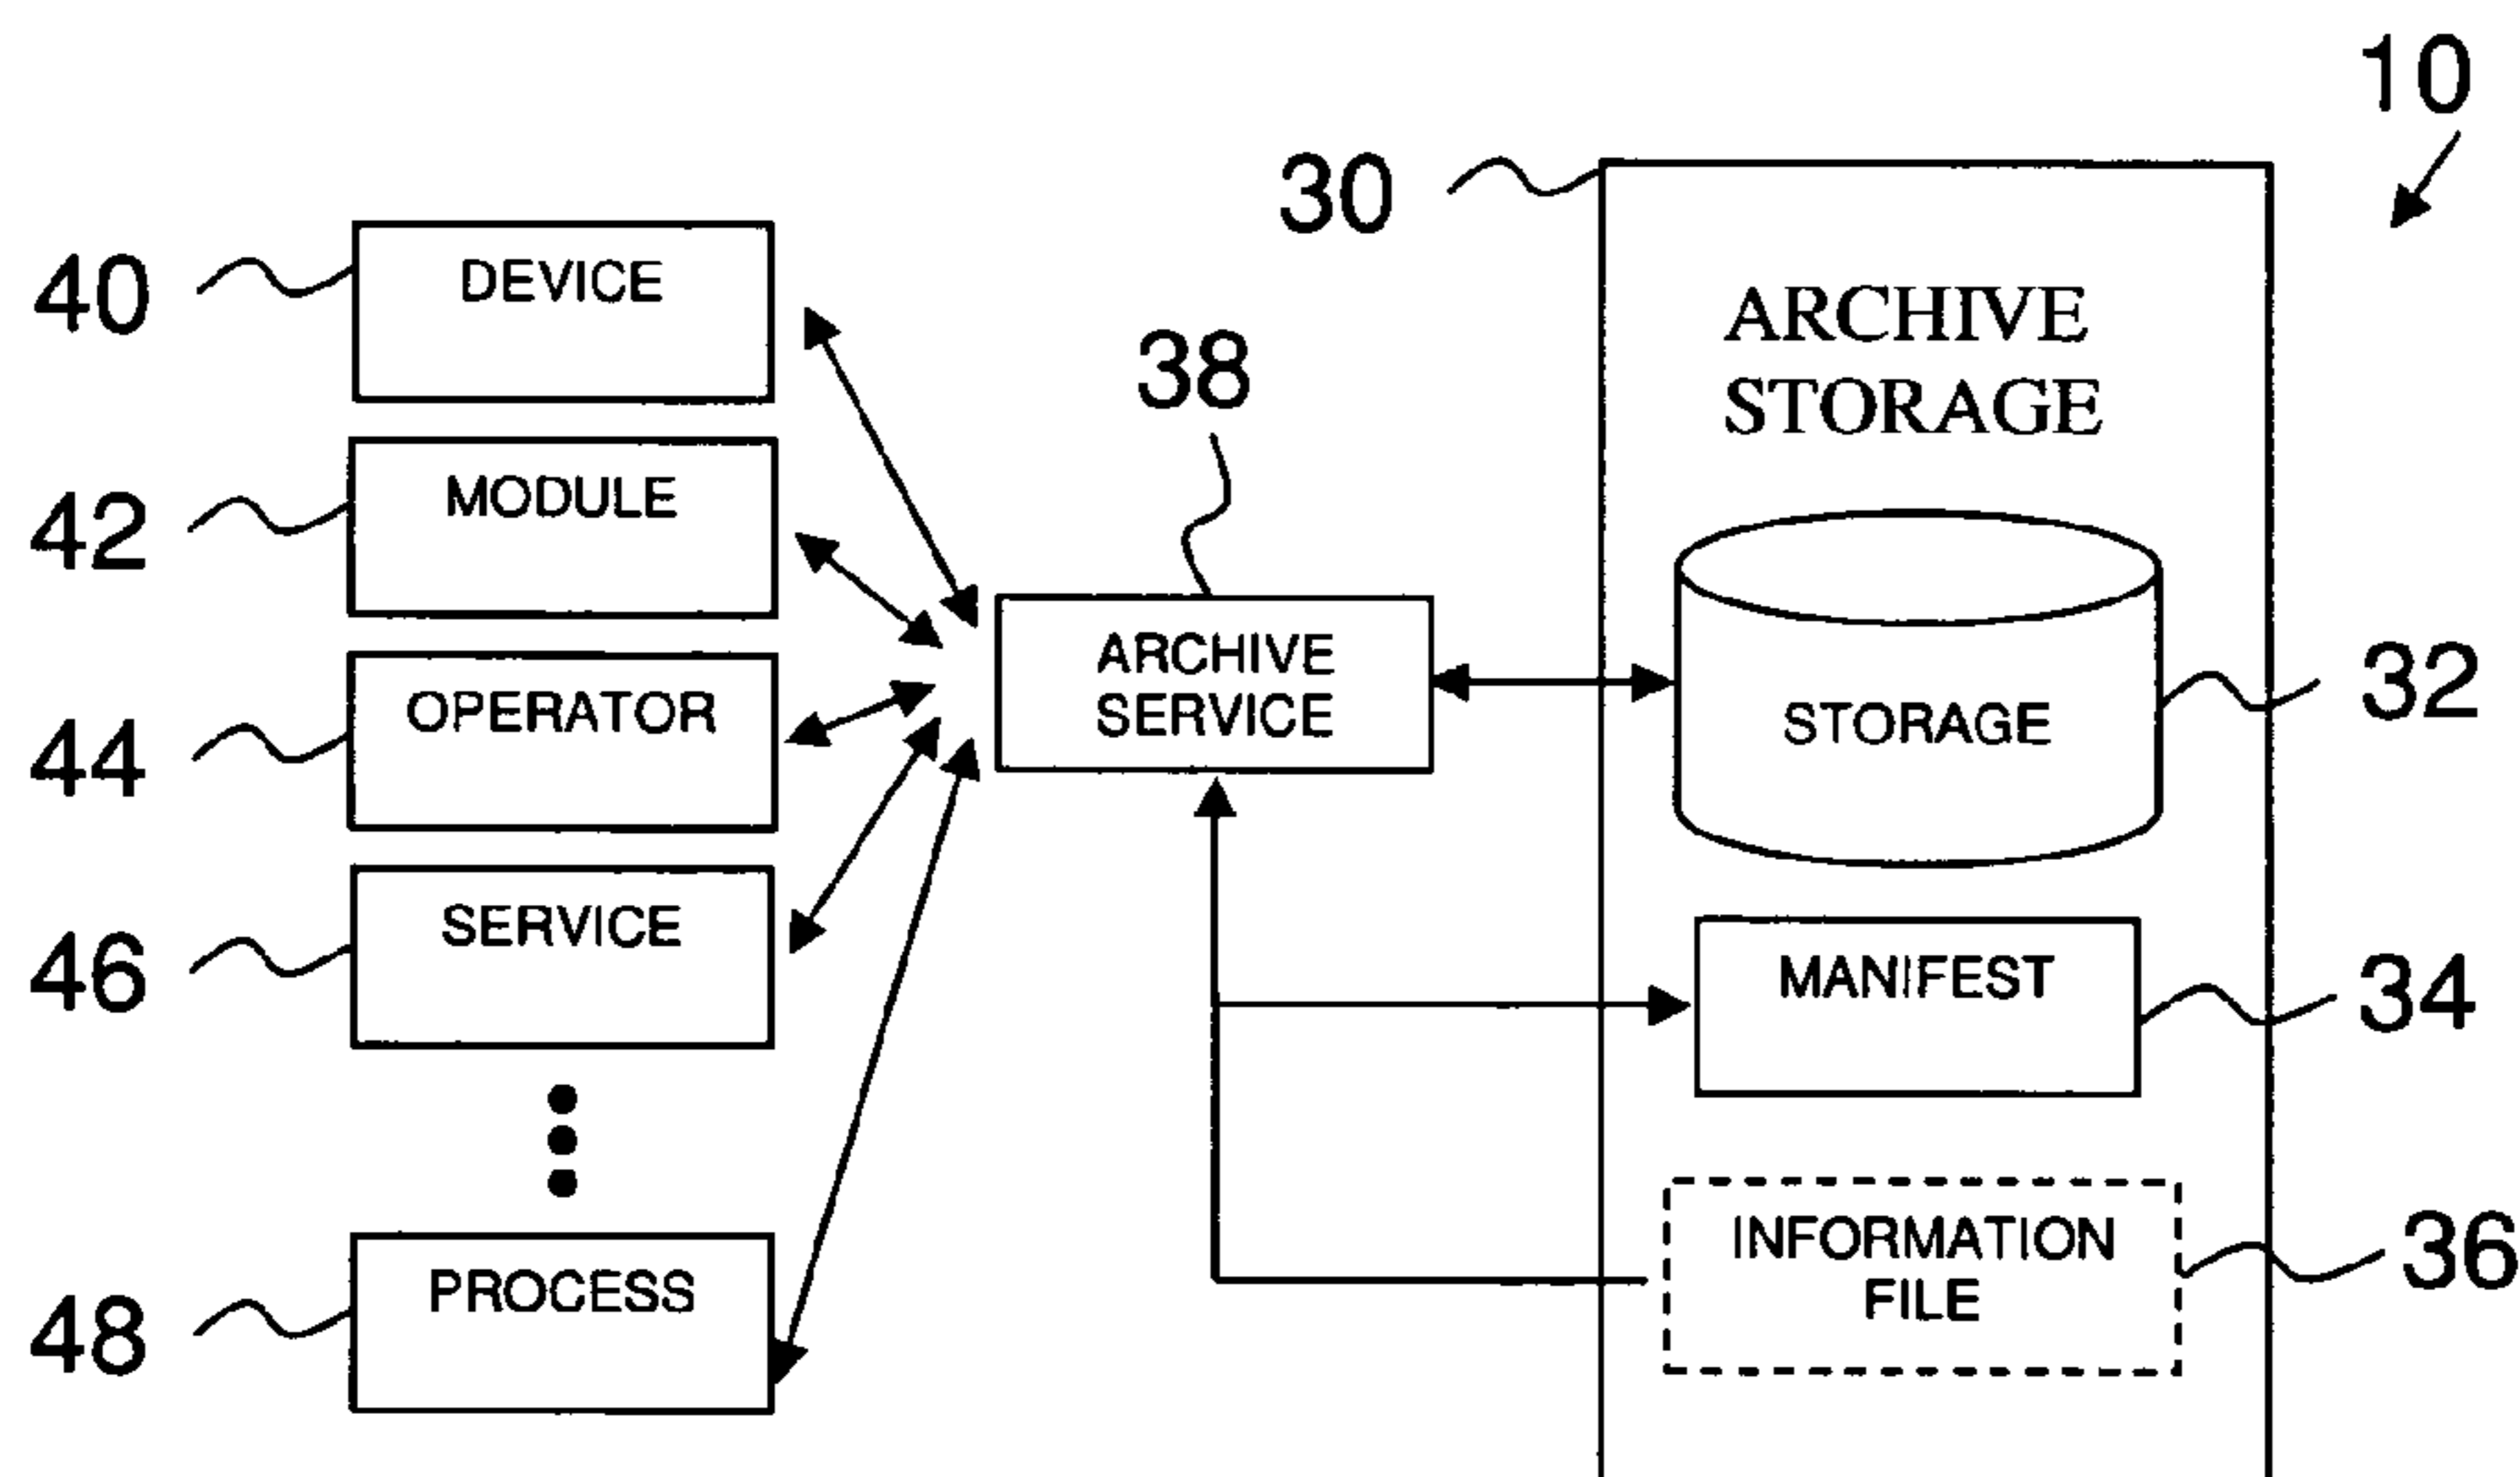 10
30
ARCHIVE
STORAGE
40
DEVICE
38
42
MODULE
ARCHIVE
SERVICE
44
OPERATOR
STORAGE
32
46
SERVICE
MANIFEST
34
48
PROCESS
INFORMATION
FILE
36